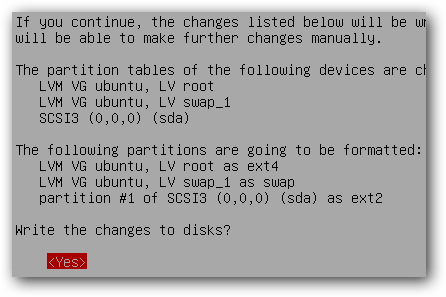 If you continue, the changes listed below will be
will be able to make further changes manually.
The partition tables of the following devices are
LVM VG ubuntu, LV root
LVM VG ubuntu, LV swap_1
SCSI3 (0,0,0) (sda)
The following partitions are going to be formatted:
LVM VG ubuntu, LV root as ext4
LVM VG ubuntu, LV swap_1 as swap
partition #1 of SCSI3 (0,0,0) (sda) as ext2
Write the changes to disks?
<Yes>